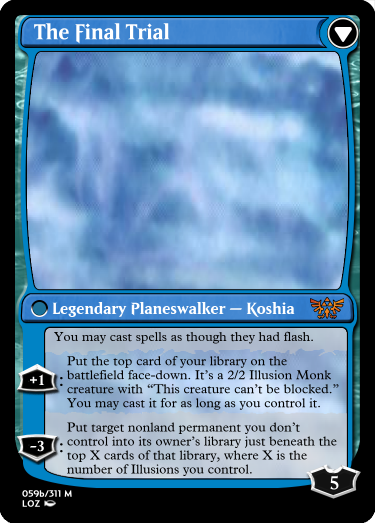 The Final Trial
Legendary Planeswalker — Koshia
You may cast spells as though they had flash.
+1
: Put the top card of your library on the
battlefield face-down. It's a 2/2 Illusion Monk
creature with “This creature can't be blocked.”
You may cast it for as long as you control it.
-3
: Put target nonland permanent you don't
control into its owner's library just beneath the
top X cards of that library, where X is the
number of Illusions you control.
5
059b/311 M
LOZ